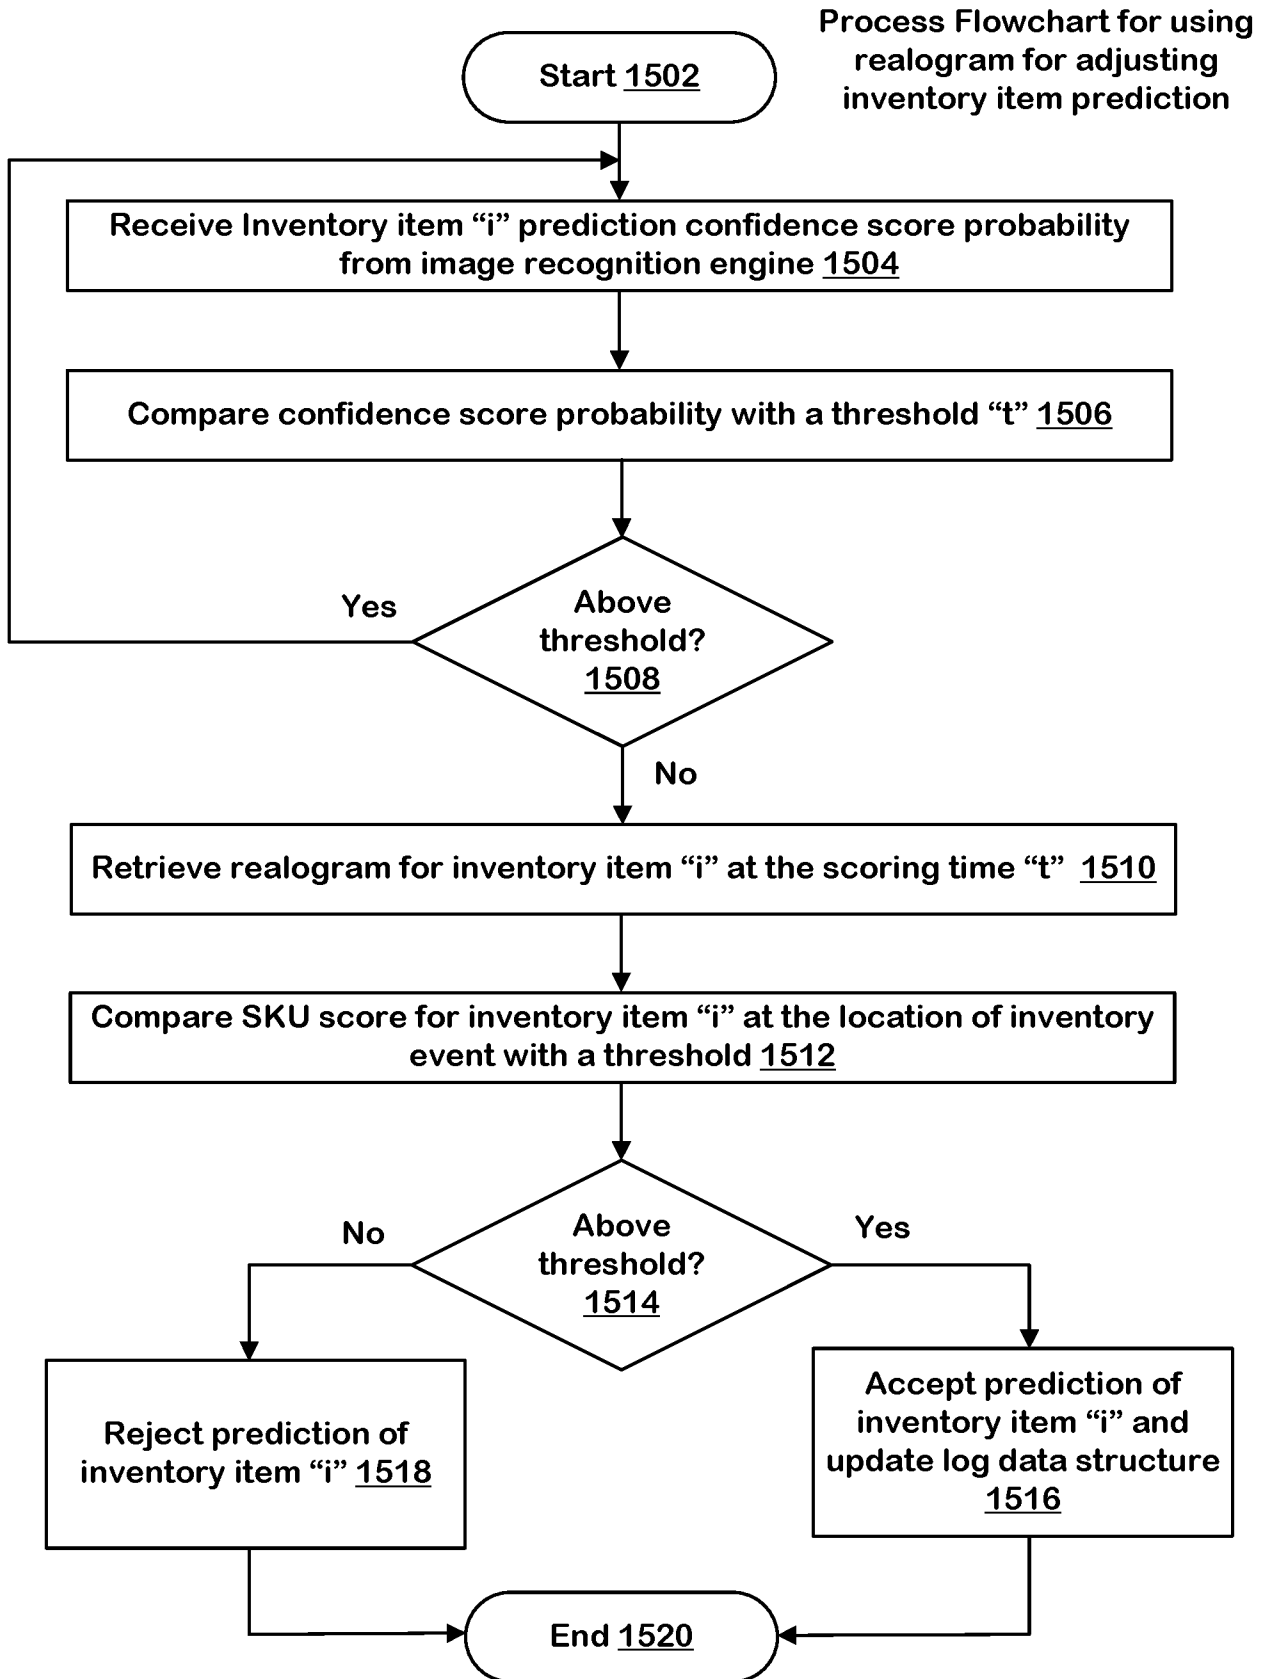 Process Flowchart for using
realogram for adjusting
inventory item prediction
Start 1502
Receive Inventory item “i” prediction confidence score probability
from image recognition engine 1504
Compare confidence score probability with a threshold “t” 1506
Above
threshold?
1508
Yes
No
Retrieve realogram for inventory item “i” at the scoring time “t” 1510
Compare SKU score for inventory item “i” at the location of inventory
event with a threshold 1512
Above
threshold?
1514
No
Yes
Reject prediction of
inventory item “i” 1518
Accept prediction of
inventory item “i” and
update log data structure
1516
End 1520